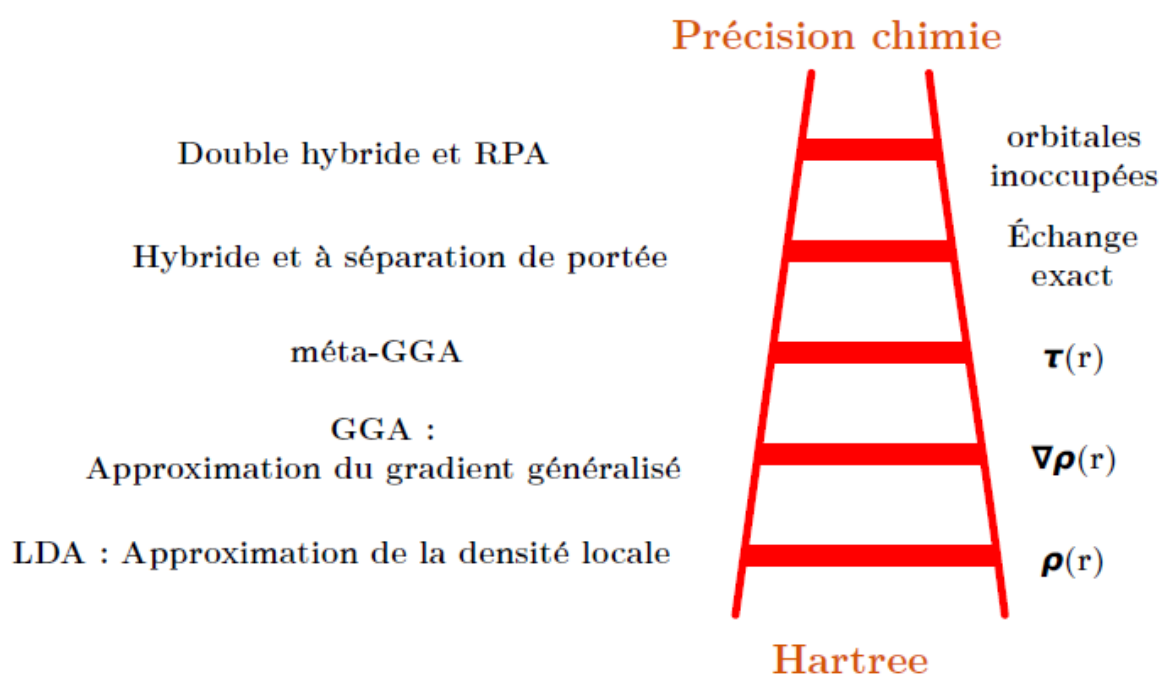 Précision chimie
Double hybride et RPA
orbitales
inoccupées
Hybride et à séparation de portée
Échange
exact
méta-GGA
τ(r)
GGA :
Approximation du gradient généralisé
∇ρ(r)
LDA : Approximation de la densité locale
ρ(r)
Hartree